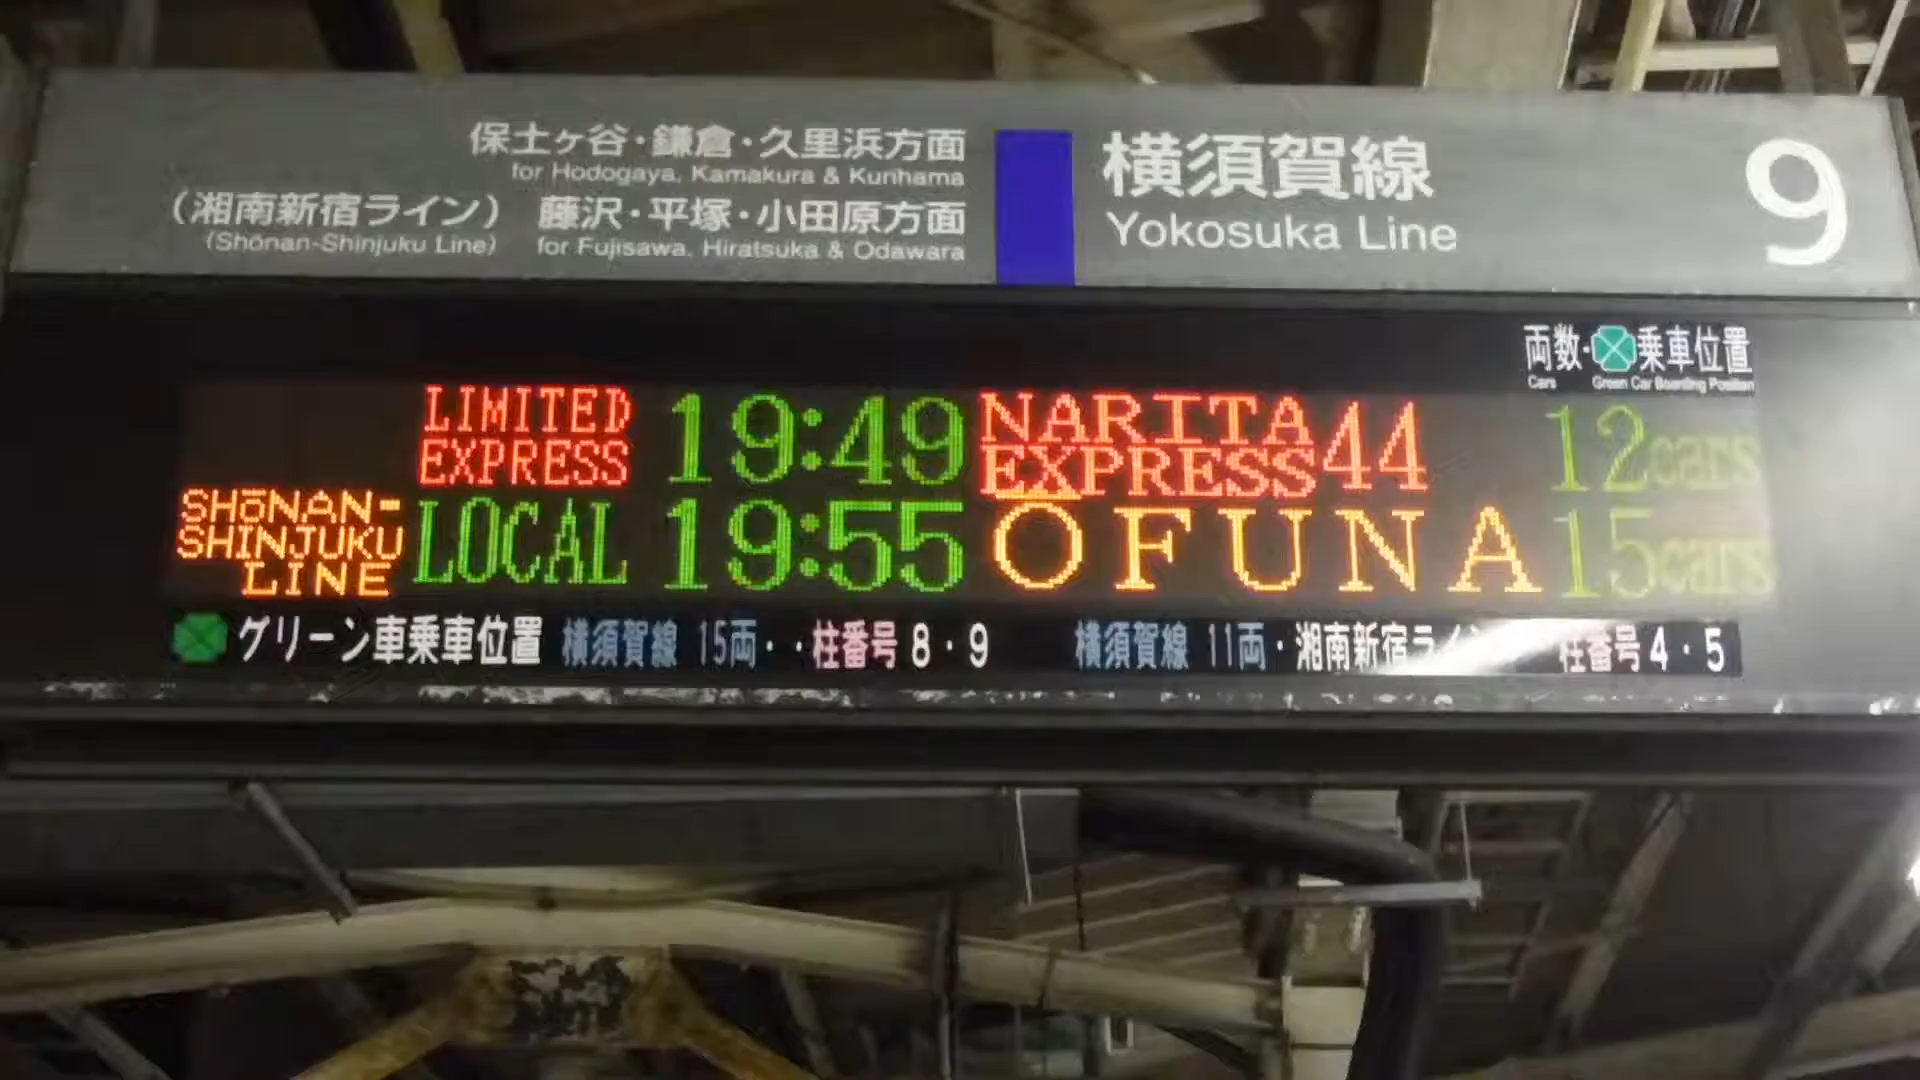 保土ヶ谷・鎌倉・久里浜方面
for Hodogaya, Kamakura & Kurihama
(湘南新宿ライン) 藤沢・平塚・小田原方面
(Shōnan-Shinjuku Line) for Fujisawa, Hiratsuka & Odawara
横須賀線
Yokosuka Line
9
両数・乗車位置
Cars Green Car Boarding Position
LIMITED EXPRESS 19:49 NARITA EXPRESS 44 12cars
SHŌNAN-SHINJUKU LINE LOCAL 19:55 ŌFUNA 15cars
グリーン車乗車位置 横須賀線 15両・・柱番号 8・9 横須賀線 11両・湘南新宿ライン 柱番号 4・5